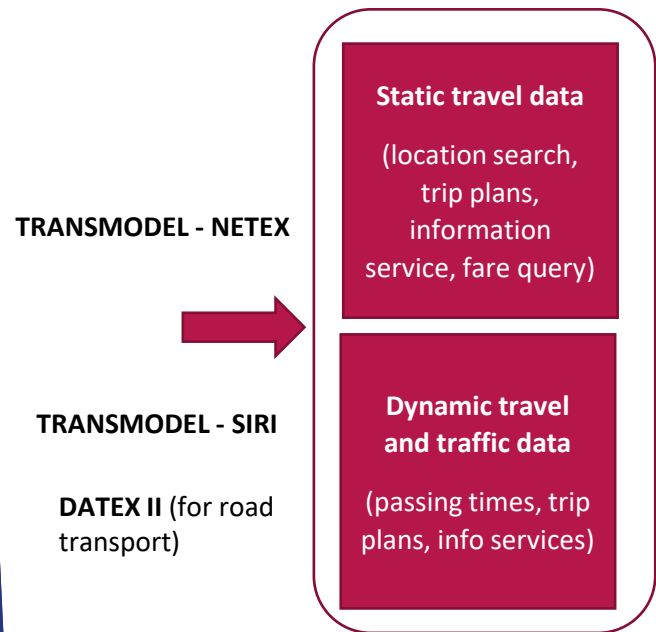 Static travel data
(location search,
trip plans,
information
service, fare query)
TRANSMODEL - NETEX
TRANSMODEL - SIRI
DATEX II (for road
transport)
Dynamic travel
and traffic data
(passing times, trip
plans, info services)